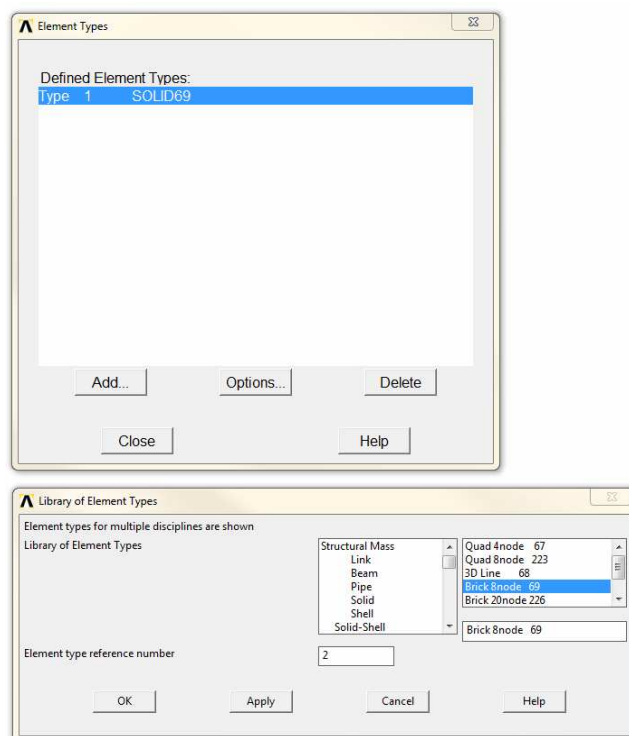 Element Types
Defined Element Types:
Type 1 SOLID69
Add... Options... Delete
Close Help
Library of Element Types
Element types for multiple disciplines are shown
Library of Element Types
Structural Mass
Link
Beam
Pipe
Solid
Shell
Solid-Shell
Quad 4node 67
Quad 8node 223
3D Line 68
Brick 8node 69
Brick 20node 226
Brick 8node 69
Element type reference number
2
OK Apply Cancel Help